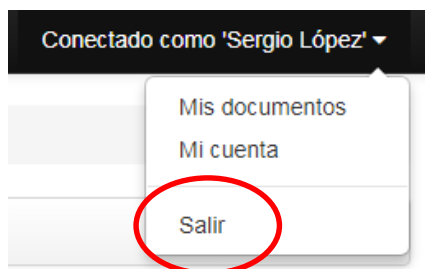 Conectado como 'Sergio López'
Mis documentos
Mi cuenta
Salir